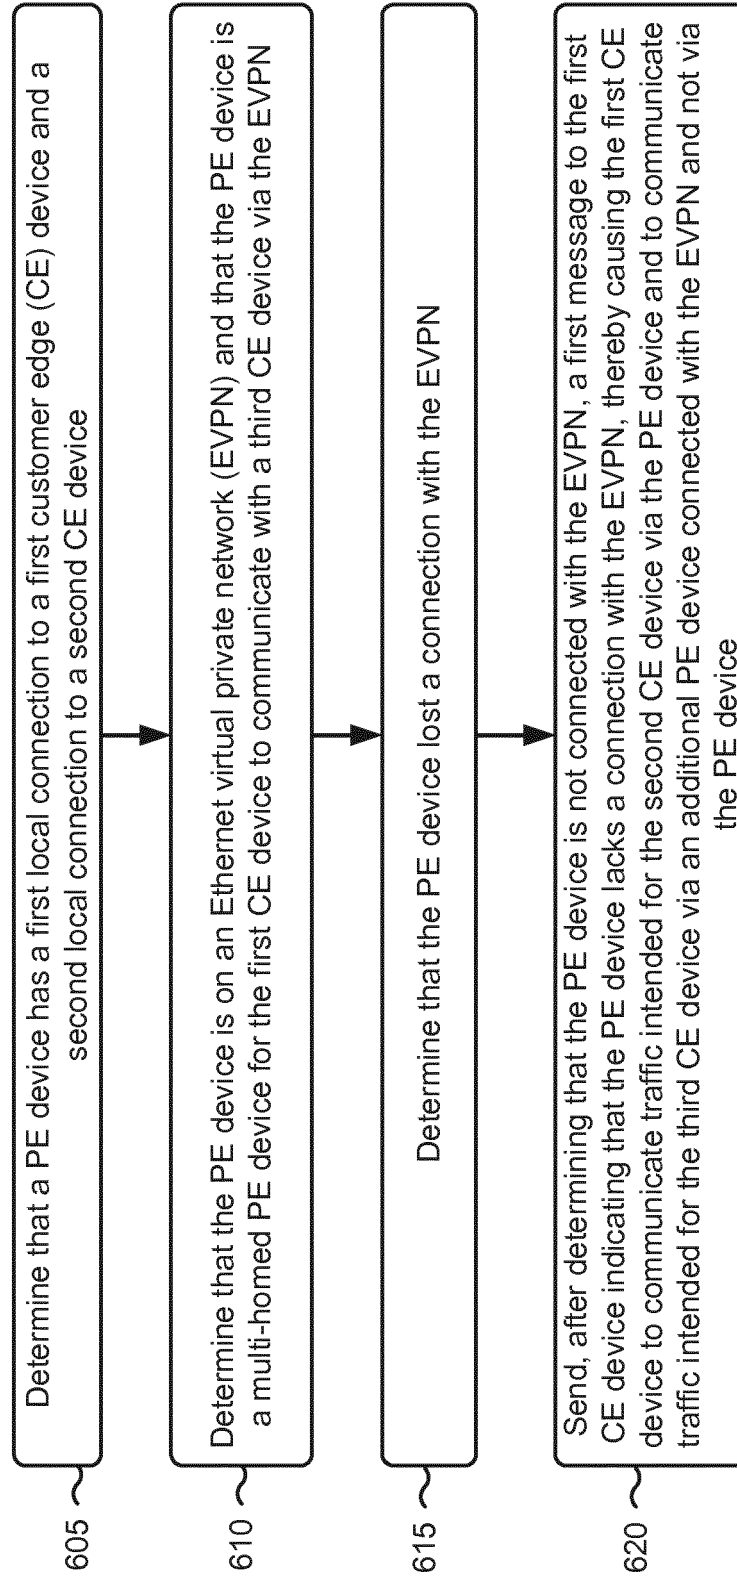 605
Determine that a PE device has a first local connection to a first customer edge (CE) device and a
second local connection to a second CE device
610
Determine that the PE device is on an Ethernet virtual private network (EVPN) and that the PE device is
a multi-homed PE device for the first CE device to communicate with a third CE device via the EVPN
615
Determine that the PE device lost a connection with the EVPN
620
Send, after determining that the PE device is not connected with the EVPN, a first message to the first
CE device indicating that the PE device lacks a connection with the EVPN, thereby causing the first CE
device to communicate traffic intended for the second CE device via the PE device and to communicate
traffic intended for the third CE device via an additional PE device connected with the EVPN and not via
the PE device